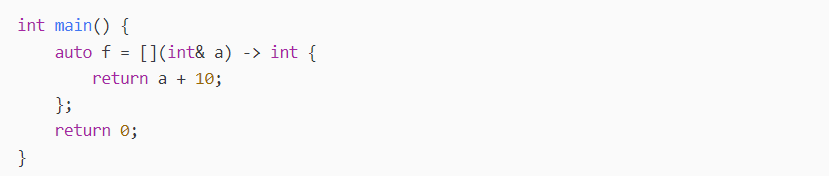 int main() {
    auto f = [](int& a) -> int {
        return a + 10;
    };
    return 0;
}